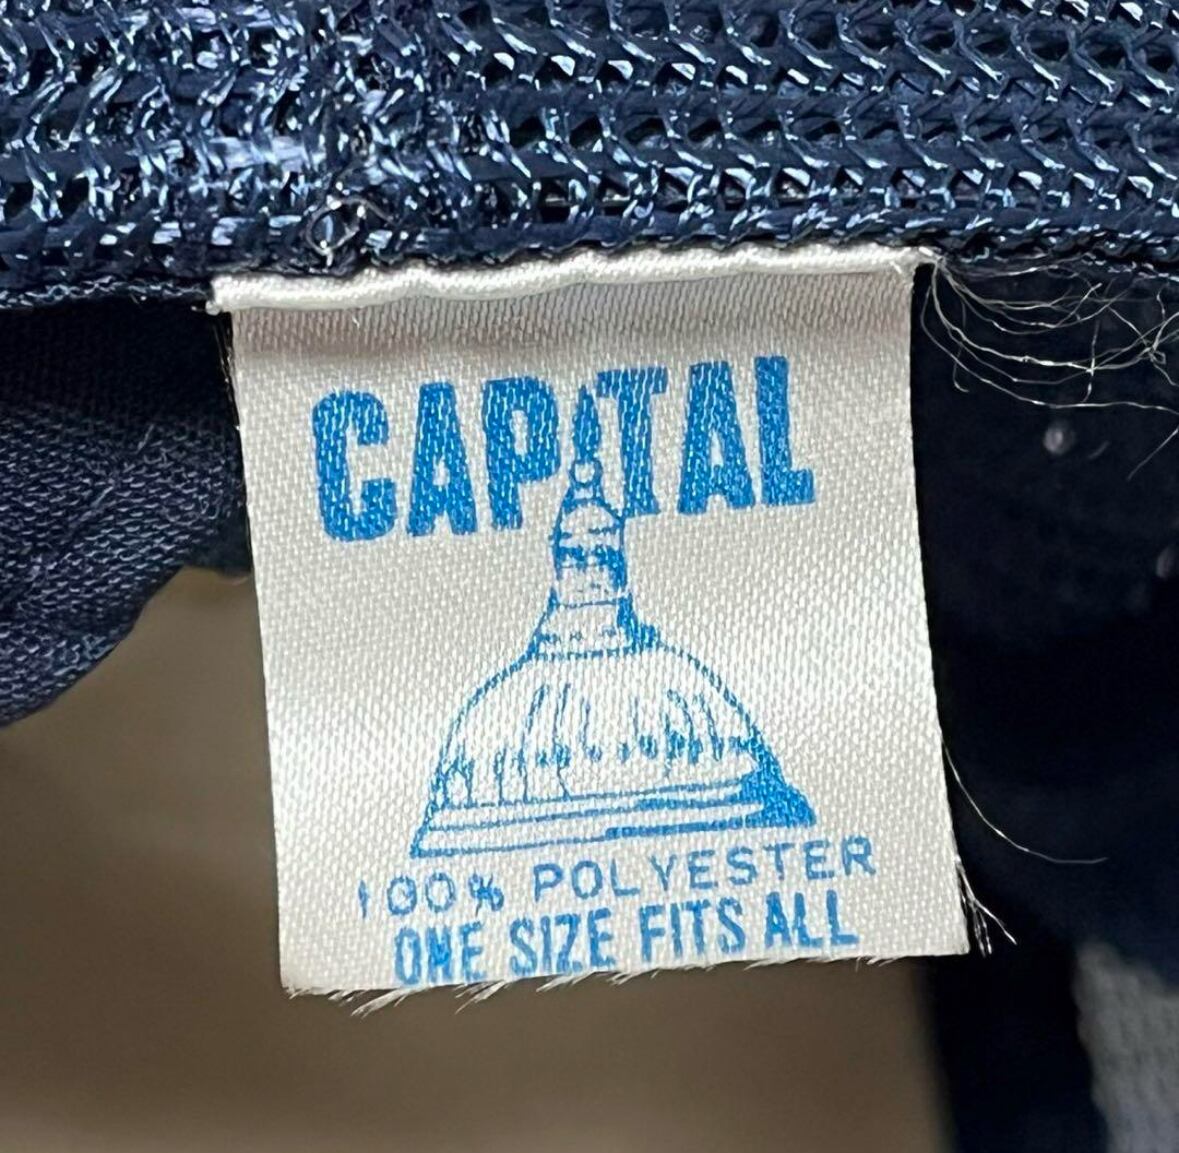 CAPITAL
100% POLYESTER
ONE SIZE FITS ALL